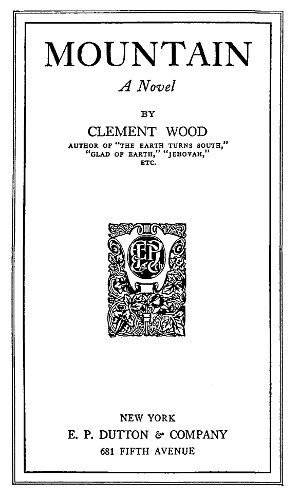 MOUNTAIN
A Novel
BY
CLEMENT WOOD
AUTHOR OF "THE EARTH TURNS SOUTH,"
"GLAD OF EARTH," "JEHOVAH,"
ETC.
NEW YORK
E. P. DUTTON & COMPANY
681 FIFTH AVENUE